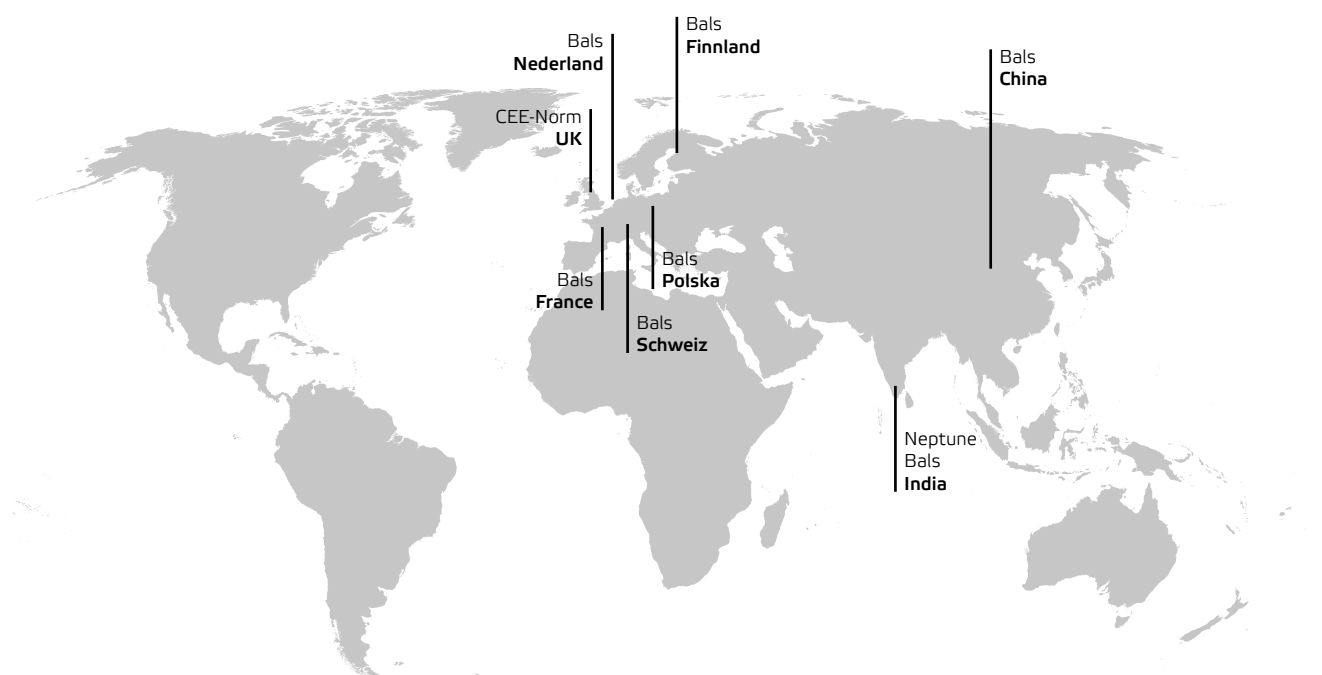 Bals
Finnland
Bals
Nederland
Bals
China
CEE-Norm
UK
Bals
Polska
Bals
France
Bals
Schweiz
Neptune
Bals
India